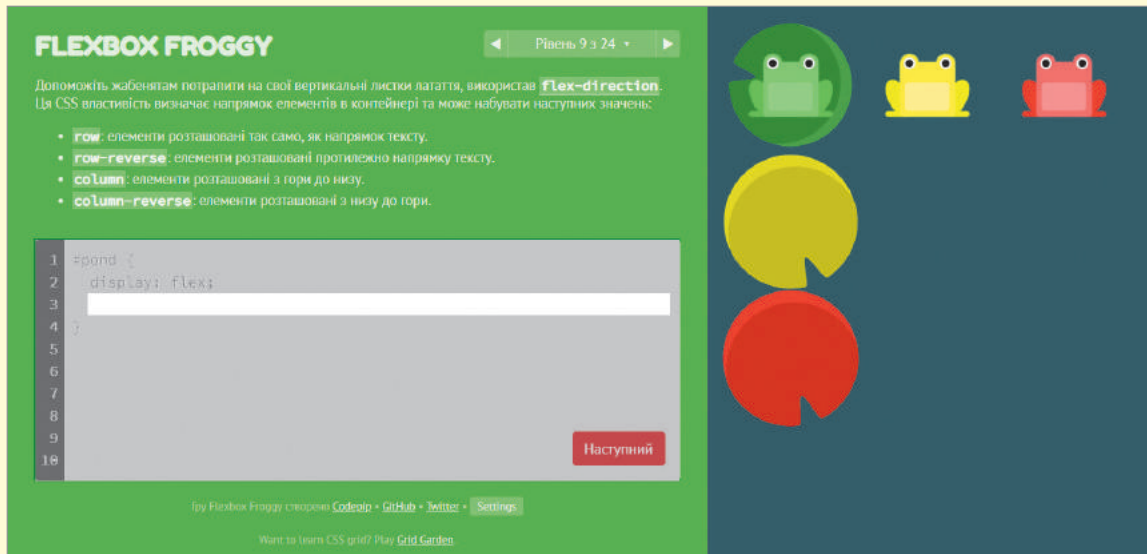 FLEXBOX FROGGY
◀ Рівень 9 з 24 ▾ ▶
Допоможіть жабенятам потрапити на свої вертикальні листки латаття, використав flex-direction.
Ця CSS властивість визначає напрямок елементів в контейнері та може набувати наступних значень:
• row: елементи розташовані так само, як напрямок тексту.
• row-reverse: елементи розташовані протилежно напрямку тексту.
• column: елементи розташовані з гори до низу.
• column-reverse: елементи розташовані з низу до гори.
1 #pond {
2 display: flex;
3
4 }
5
6
7
8
9
10
Наступний
Гру Flexbox Froggy створено Codepip • GitHub • Twitter • Settings
Want to learn CSS grid? Play Grid Garden.